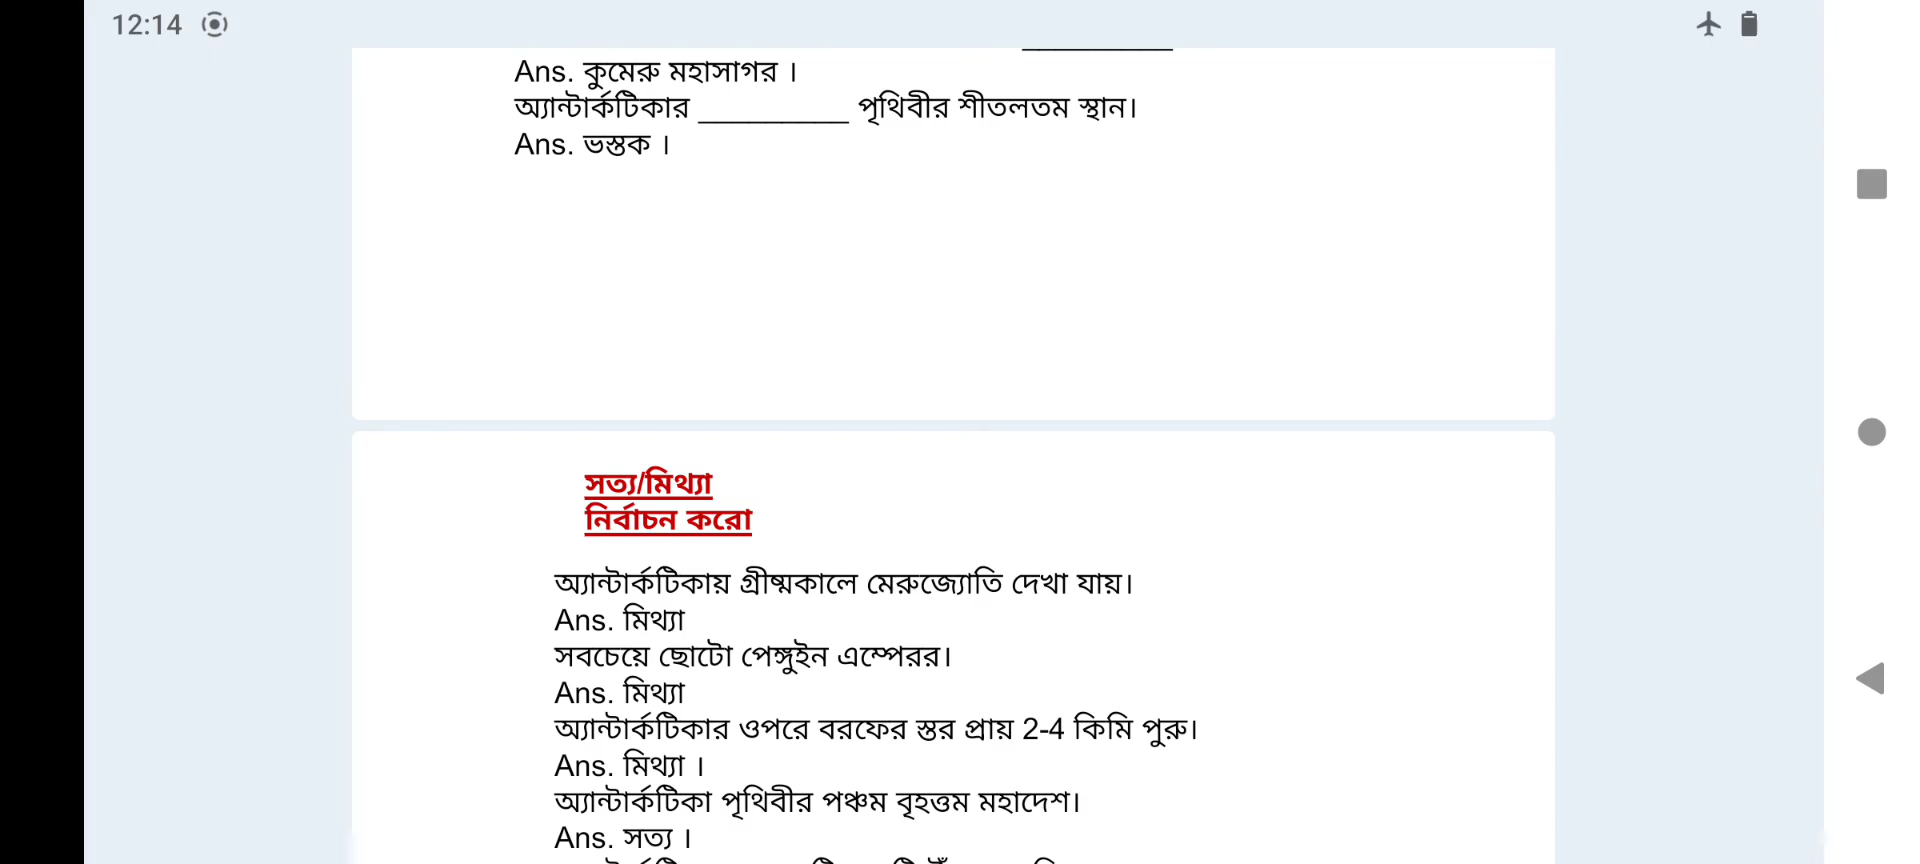 12:14
Ans. কুমেরু মহাসাগর ।
অ্যান্টার্কটিকার __________ পৃথিবীর শীতলতম স্থান।
Ans. ভস্তক ।
সত্য/মিথ্যা
নির্বাচন করো
অ্যান্টার্কটিকায় গ্রীষ্মকালে মেরুজ্যোতি দেখা যায়।
Ans. মিথ্যা
সবচেয়ে ছোটো পেঙ্গুইন এম্পেরর।
Ans. মিথ্যা
অ্যান্টার্কটিকার ওপরে বরফের স্তর প্রায় 2-4 কিমি পুরু।
Ans. মিথ্যা ।
অ্যান্টার্কটিকা পৃথিবীর পঞ্চম বৃহত্তম মহাদেশ।
Ans. সত্য ।